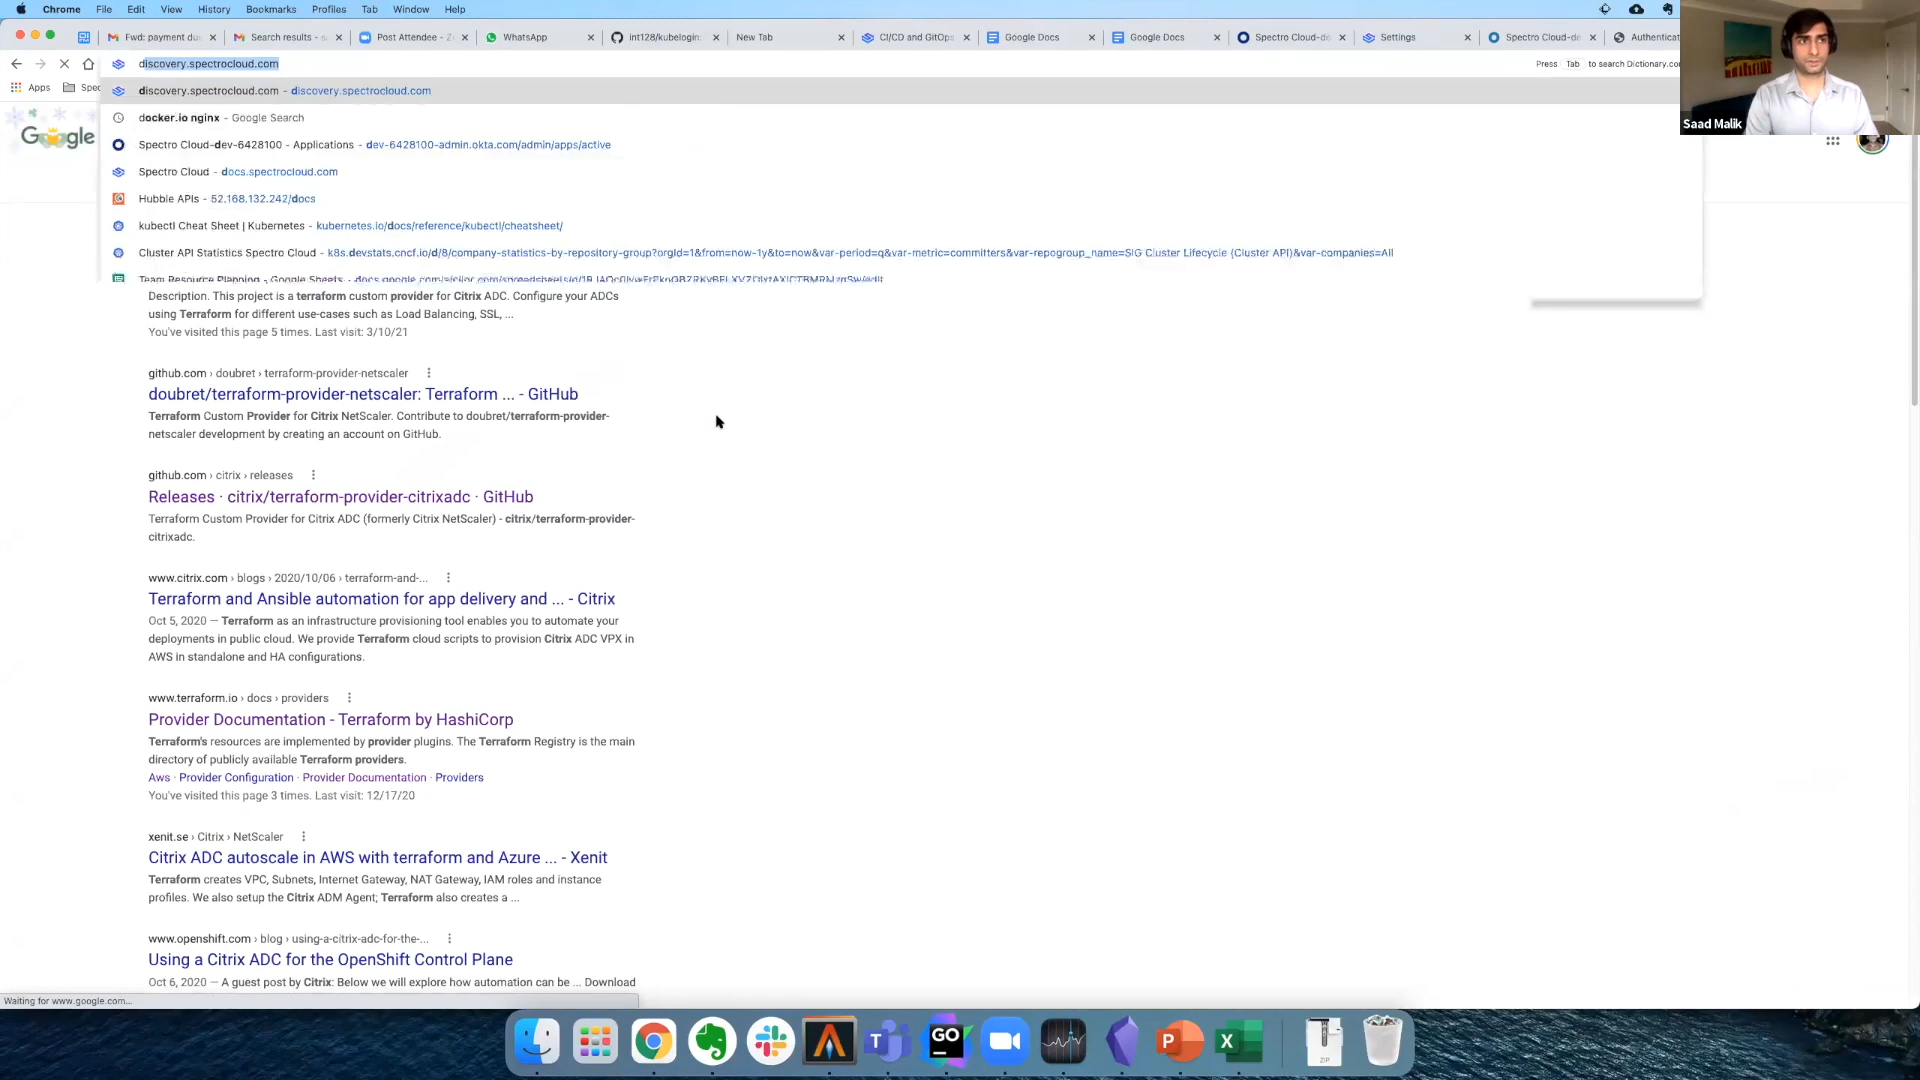 Chrome File Edit View History Bookmarks Profiles Tab Window Help
Fwd: payment du
Search results - s
Post Attendee - Z
WhatsApp
int128/kubelogin:
New Tab
CI/CD and GitOps
Google Docs
Google Docs
Spectro Cloud-de
Settings
Spectro Cloud-de
Authenticat
discovery.spectrocloud.com
Press Tab to search Dictionary.com
Apps
Spec
Google
discovery.spectrocloud.com - discovery.spectrocloud.com
docker.io nginx - Google Search
Spectro Cloud-dev-6428100 - Applications - dev-6428100-admin.okta.com/admin/apps/active
Spectro Cloud - docs.spectrocloud.com
Hubble APIs - 52.168.132.242/docs
kubectl Cheat Sheet | Kubernetes - kubernetes.io/docs/reference/kubectl/cheatsheet/
Cluster API Statistics Spectro Cloud - k8s.devstats.cncf.io/d/8/company-statistics-by-repository-group?orgId=1&from=now-1y&to=now&var-period=q&var-metric=committers&var-repogroup_name=SIG Cluster Lifecycle (Cluster API)&var-companies=All
Team Resource Planning - Google Sheets
Saad Malik
Description. This project is a terraform custom provider for Citrix ADC. Configure your ADCs
using Terraform for different use-cases such as Load Balancing, SSL, ...
You've visited this page 5 times. Last visit: 3/10/21
github.com › doubret › terraform-provider-netscaler
doubret/terraform-provider-netscaler: Terraform ... - GitHub
Terraform Custom Provider for Citrix NetScaler. Contribute to doubret/terraform-provider-
netscaler development by creating an account on GitHub.
github.com › citrix › releases
Releases · citrix/terraform-provider-citrixadc · GitHub
Terraform Custom Provider for Citrix ADC (formerly Citrix NetScaler) - citrix/terraform-provider-
citrixadc.
www.citrix.com › blogs › 2020/10/06 › terraform-and-...
Terraform and Ansible automation for app delivery and ... - Citrix
Oct 5, 2020 — Terraform as an infrastructure provisioning tool enables you to automate your
deployments in public cloud. We provide Terraform cloud scripts to provision Citrix ADC VPX in
AWS in standalone and HA configurations.
www.terraform.io › docs › providers
Provider Documentation - Terraform by HashiCorp
Terraform's resources are implemented by provider plugins. The Terraform Registry is the main
directory of publicly available Terraform providers.
Aws · Provider Configuration · Provider Documentation · Providers
You've visited this page 3 times. Last visit: 12/17/20
xenit.se › Citrix › NetScaler
Citrix ADC autoscale in AWS with terraform and Azure ... - Xenit
Terraform creates VPC, Subnets, Internet Gateway, NAT Gateway, IAM roles and instance
profiles. We also setup the Citrix ADM Agent; Terraform also creates a ...
www.openshift.com › blog › using-a-citrix-adc-for-the-...
Using a Citrix ADC for the OpenShift Control Plane
Oct 6, 2020 — A guest post by Citrix: Below we will explore how automation can be ... Download
Waiting for www.google.com...
T
GO
P
X
ZIP